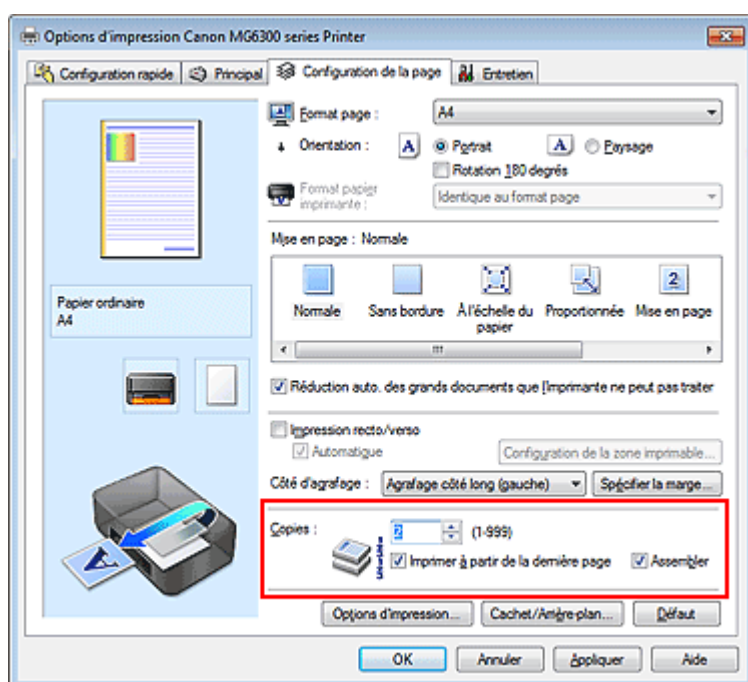 Options d'impression Canon MG6300 series Printer
Configuration rapide
Principal
Configuration de la page
Entretien
Format page :
A4
Orientation :
A
Portrait
A
Paysage
Rotation 180 degrés
Format papier
imprimante :
Identique au format page
Mise en page : Normale
Normale
Sans bordure
À l'échelle du
papier
Proportionnée
2
Mise en page
Papier ordinaire
A4
Réduction auto. des grands documents que l'imprimante ne peut pas traiter
Impression recto/verso
Automatique
Configuration de la zone imprimable...
Côté d'agrafage :
Agrafage côté long (gauche)
Spécifier la marge...
Copies :
2
(1-999)
Imprimer à partir de la dernière page
Assembler
A
Options d'impression...
Cachet/Arrière-plan...
Défaut
OK
Annuler
Appliquer
Aide